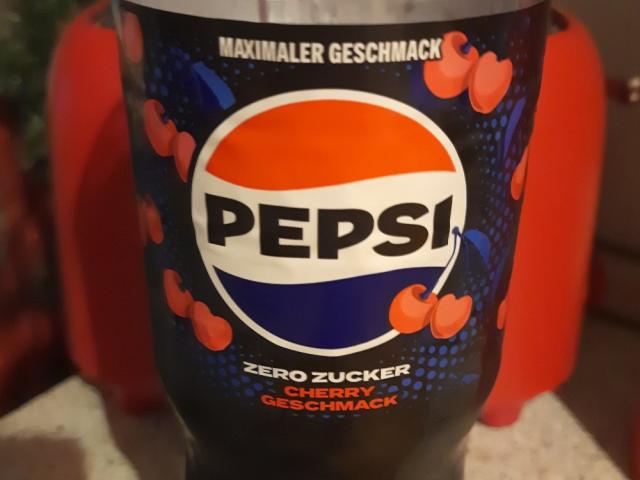 MAXIMALER GESCHMACK
PEPSI
ZERO ZUCKER
CHERRY
GESCHMACK